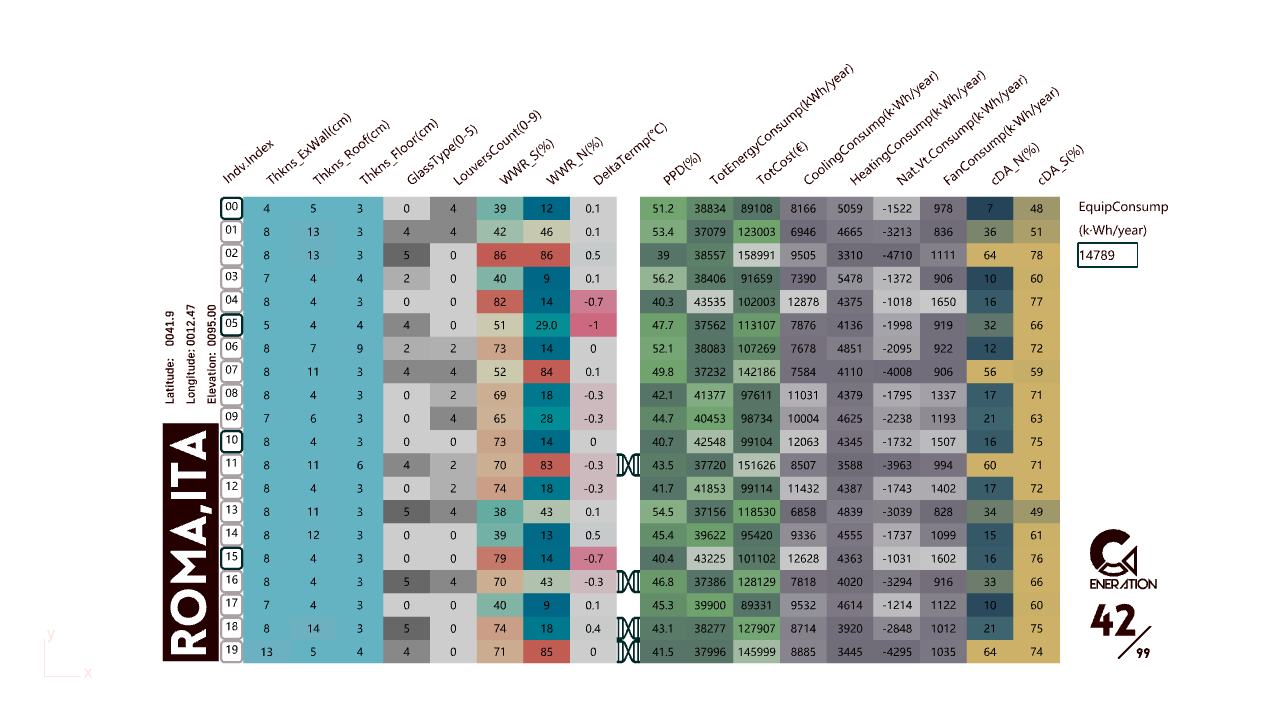 Indv.Index Thkns_ExWall(cm) Thkns_Roof(cm) Thkns_Floor(cm) GlassType(0-5) LouversCount(0-9) WWR_S(%) WWR_N(%) DeltaTermp(°C) PPD(%) TotEnergyConsump(kWh/year) TotCost(€) CoolingConsump(k·Wh/year) HeatingConsump(k·Wh/year) Nat.Vt.Consump(k·Wh/year) FanConsump(k·Wh/year) cDA_N(%) cDA_S(%)
00 4 5 3 0 4 39 12 0.1 51.2 38834 89108 8166 5059 -1522 978 7 48
01 8 13 3 4 4 42 46 0.1 53.4 37079 123003 6946 4665 -3213 836 36 51
02 8 13 3 5 0 86 86 0.5 39 38557 158991 9505 3310 -4710 1111 64 78
03 7 4 4 2 0 40 9 0.1 56.2 38406 91659 7390 5478 -1372 906 10 60
04 8 4 3 0 0 82 14 -0.7 40.3 43535 102003 12878 4375 -1018 1650 16 77
05 5 4 4 4 0 51 29.0 -1 47.7 37562 113107 7876 4136 -1998 919 32 66
06 8 7 9 2 2 73 14 0 52.1 38083 107269 7678 4851 -2095 922 12 72
07 8 11 3 4 4 52 84 0.1 49.8 37232 142186 7584 4110 -4008 906 56 59
08 8 4 3 0 2 69 18 -0.3 42.1 41377 97611 11031 4379 -1795 1337 17 71
09 7 6 3 0 4 65 28 -0.3 44.7 40453 98734 10004 4625 -2238 1193 21 63
10 8 4 3 0 0 73 14 0 40.7 42548 99104 12063 4345 -1732 1507 16 75
11 8 11 6 4 2 70 83 -0.3 43.5 37720 151626 8507 3588 -3963 994 60 71
12 8 4 3 0 2 74 18 -0.3 41.7 41853 99114 11432 4387 -1743 1402 17 72
13 8 11 3 5 4 38 43 0.1 54.5 37156 118530 6858 4839 -3039 828 34 49
14 8 12 3 0 0 39 13 0.5 45.4 39622 95420 9336 4555 -1737 1099 15 61
15 8 4 3 0 0 79 14 -0.7 40.4 43225 101102 12628 4363 -1031 1602 16 76
16 8 4 3 5 4 70 43 -0.3 46.8 37386 128129 7818 4020 -3294 916 33 66
17 7 4 3 0 0 40 9 0.1 45.3 39900 89331 9532 4614 -1214 1122 10 60
18 8 14 3 5 0 74 18 0.4 43.1 38277 127907 8714 3920 -2848 1012 21 75
19 13 5 4 4 0 71 85 0 41.5 37996 145999 8885 3445 -4295 1035 64 74
Latitude: 0041.9
Longitude: 0012.47
Elevation: 0095.00
ROMA,ITA
EquipConsump
(k·Wh/year)
14789
ENERATION
42/99
y
x